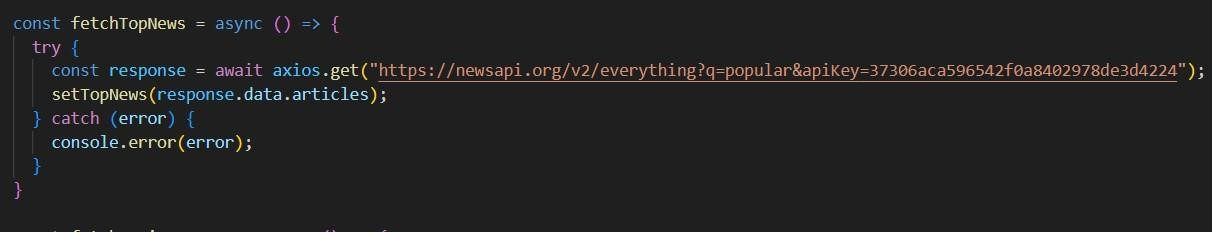 const fetchTopNews = async () => {
try {
const response = await axios.get("https://newsapi.org/v2/everything?q=popular&apiKey=37306aca596542f0a8402978de3d4224");
setTopNews(response.data.articles);
} catch (error) {
console.error(error);
}
}